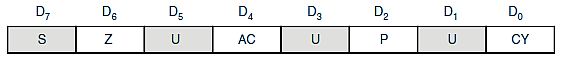 D₇ D₆ D₅ D₄ D₃ D₂ D₁ D₀
S Z U AC U P U CY